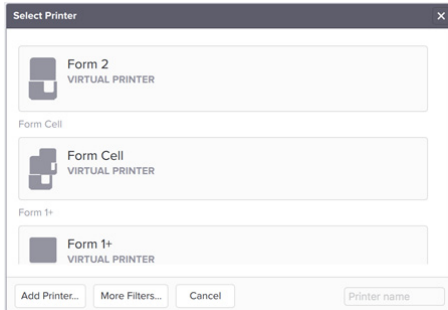 Select Printer
Form 2
VIRTUAL PRINTER
Form Cell
Form Cell
VIRTUAL PRINTER
Form 1+
Form 1+
VIRTUAL PRINTER
Add Printer...
More Filters...
Cancel
Printer name